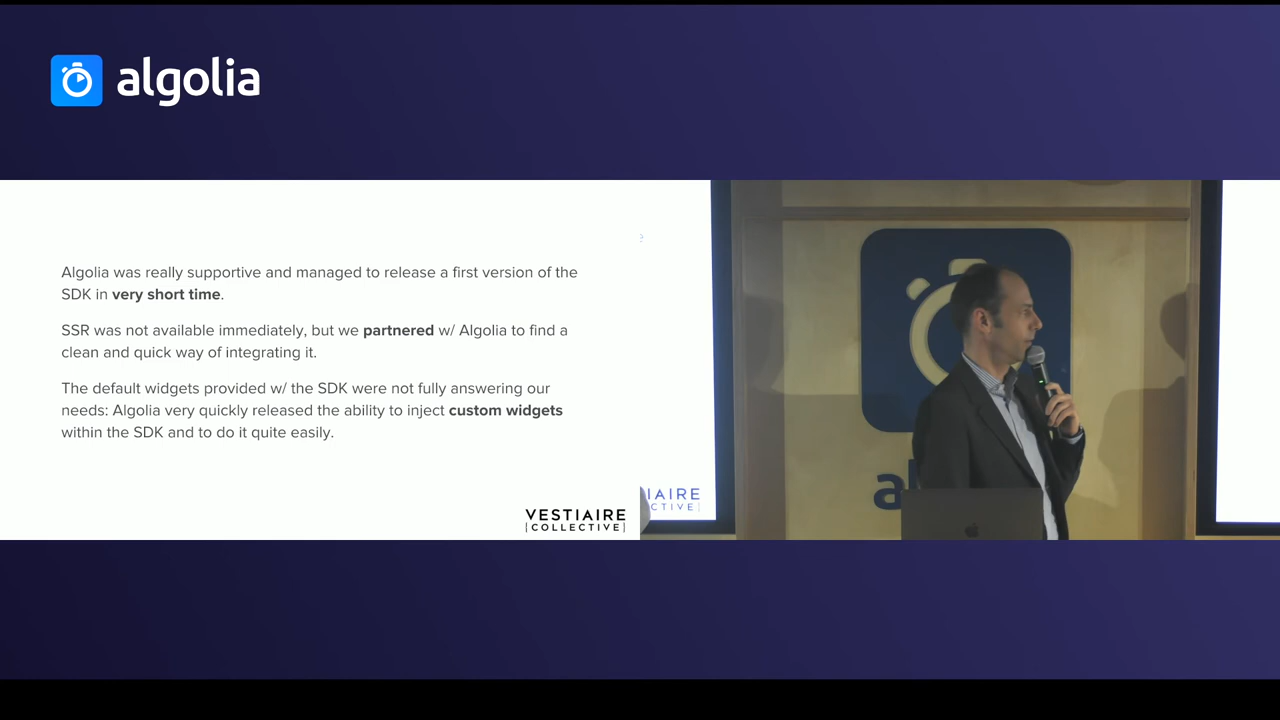 algolia
Algolia was really supportive and managed to release a first version of the
SDK in very short time.
SSR was not available immediately, but we partnered w/ Algolia to find a
clean and quick way of integrating it.
The default widgets provided w/ the SDK were not fully answering our
needs: Algolia very quickly released the ability to inject custom widgets
within the SDK and to do it quite easily.
VESTIAIRE
[COLLECTIVE]
IAIRE
CTIVE]
al